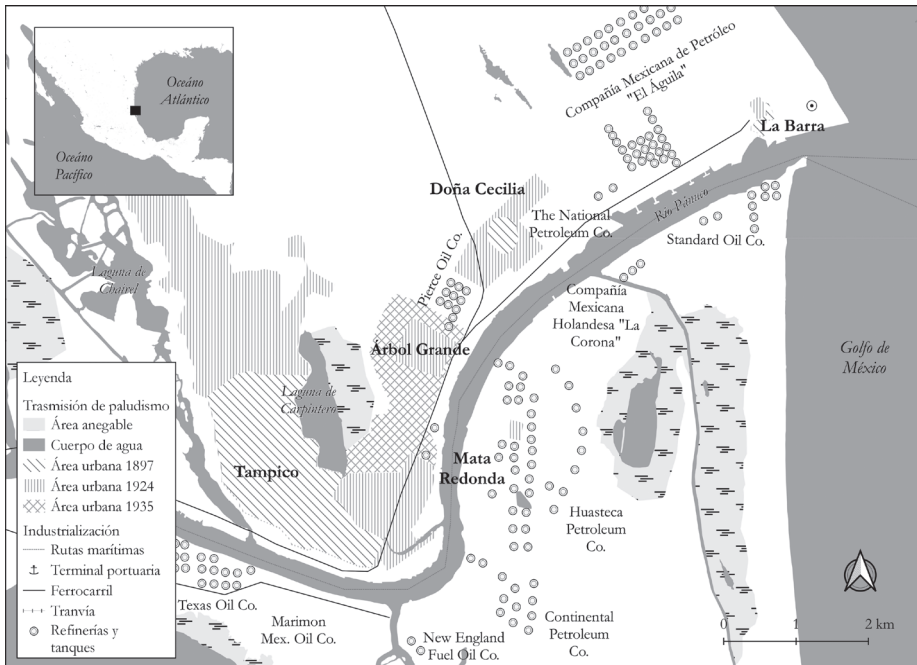 Oceáno
Atlántico
Oceáno
Pacífico
Compañía Mexicana de Petróleo
"El Águila"
La Barra
Doña Cecilia
The National
Petroleum Co.
Río Pánuco
Standard Oil Co.
Pierce Oil Co.
Laguna de
Chairel
Compañía
Mexicana
Holandesa "La
Corona"
Golfo de
México
Árbol Grande
Laguna de
Carpintero
Tampico
Mata
Redonda
Huasteca
Petroleum
Co.
Leyenda
Trasmisión de paludismo
Área anegable
Cuerpo de agua
Área urbana 1897
Área urbana 1924
Área urbana 1935
Industrialización
Rutas marítimas
Terminal portuaria
Ferrocarril
Tranvía
Refinerías y
tanques
Texas Oil Co.
Marimon
Mex. Oil Co.
New England
Fuel Oil Co.
Continental
Petroleum
Co.
0 1 2 km